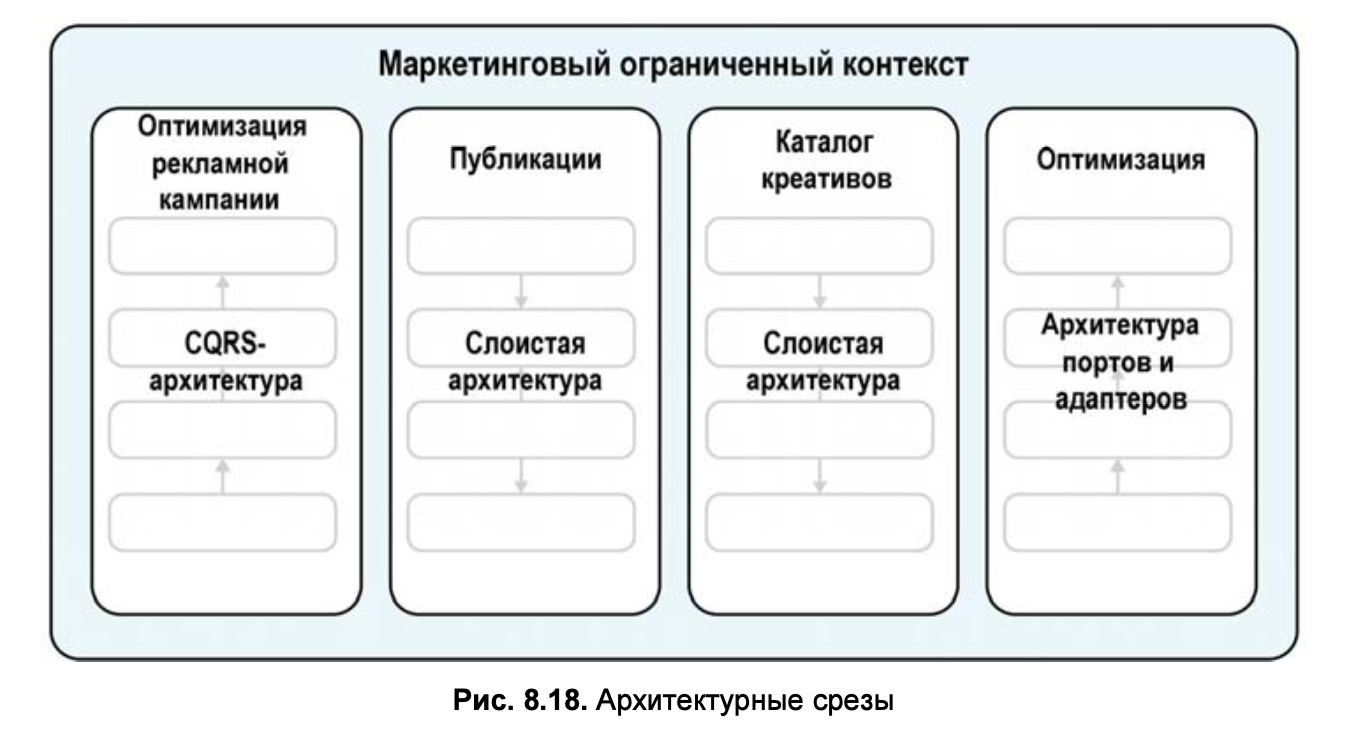 Маркетинговый ограниченный контекст
Оптимизация
рекламной
кампании
CQRS-
архитектура
Публикации
Слоистая
архитектура
Каталог
креативов
Слоистая
архитектура
Оптимизация
Архитектура
портов и
адаптеров
Рис. 8.18. Архитектурные срезы